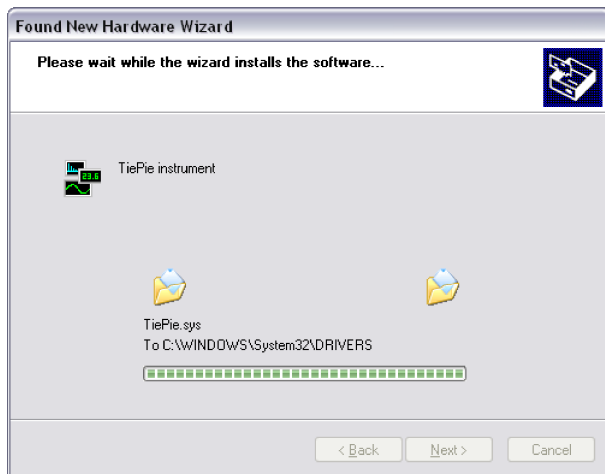 Found New Hardware Wizard
Please wait while the wizard installs the software...
TiePie instrument
23.6
TiePie.sys
To C:\WINDOWS\System32\DRIVERS
< Back
Next >
Cancel